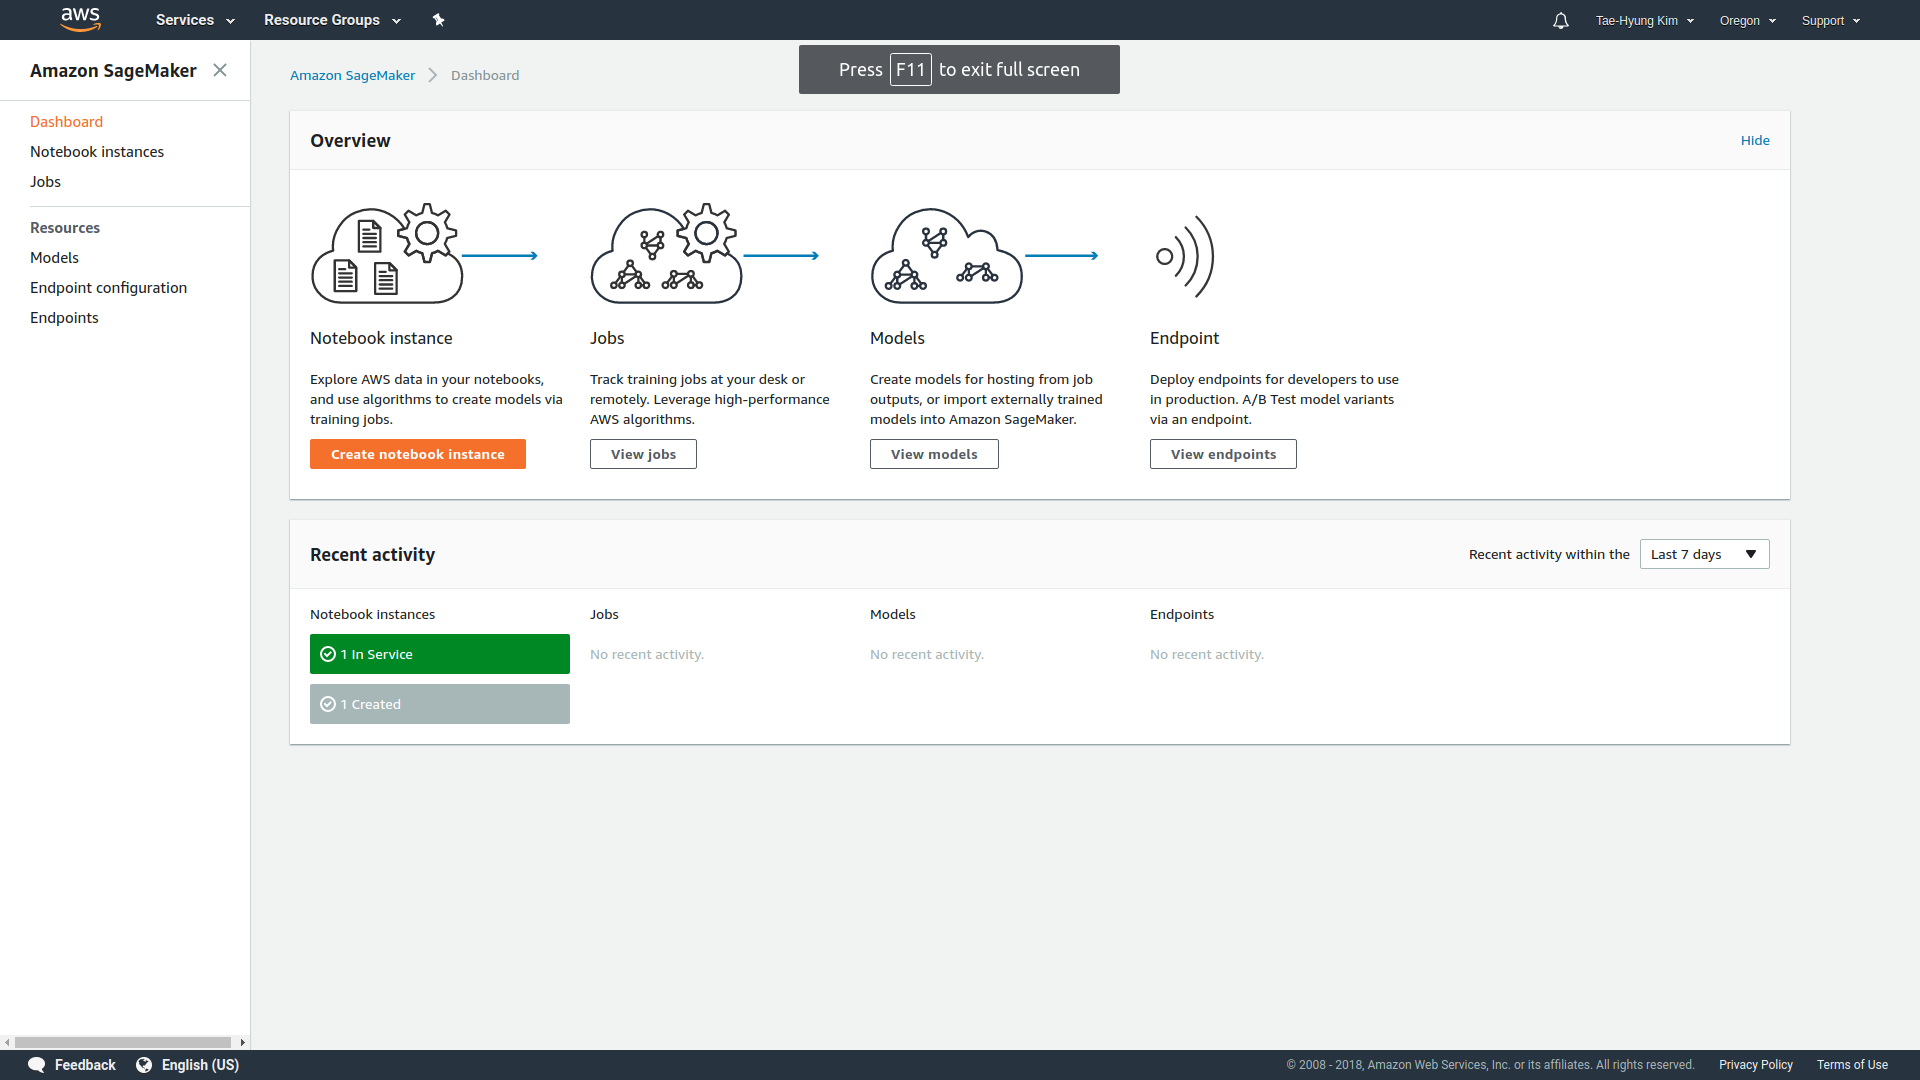 aws
Services
Resource Groups
Tae-Hyung Kim
Oregon
Support
Amazon SageMaker
Dashboard
Notebook instances
Jobs
Resources
Models
Endpoint configuration
Endpoints
Amazon SageMaker
Dashboard
Press F11 to exit full screen
Overview
Hide
Notebook instance
Explore AWS data in your notebooks,
and use algorithms to create models via
training jobs.
Create notebook instance
Jobs
Track training jobs at your desk or
remotely. Leverage high-performance
AWS algorithms.
View jobs
Models
Create models for hosting from job
outputs, or import externally trained
models into Amazon SageMaker.
View models
Endpoint
Deploy endpoints for developers to use
in production. A/B Test model variants
via an endpoint.
View endpoints
Recent activity
Recent activity within the
Last 7 days
Notebook instances
1 In Service
1 Created
Jobs
No recent activity.
Models
No recent activity.
Endpoints
No recent activity.
Feedback
English (US)
© 2008 - 2018, Amazon Web Services, Inc. or its affiliates. All rights reserved.
Privacy Policy
Terms of Use